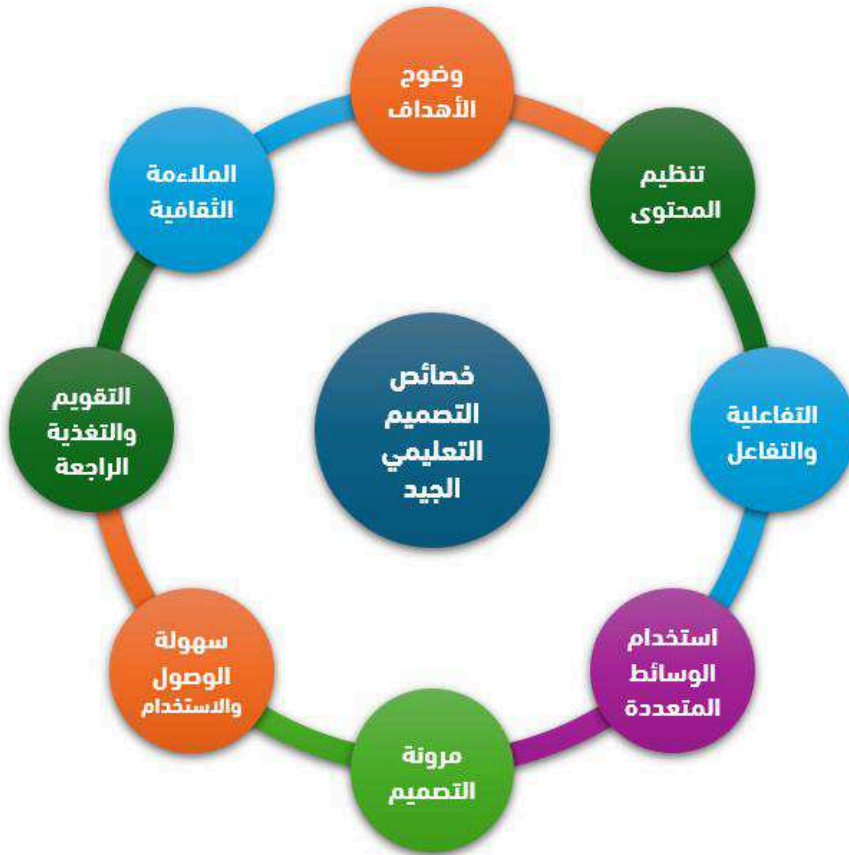 خصائص
التصميم
التعليمي
الجيد
وضوح
الأهداف
تنظيم
المحتوى
التفاعلية
والتفاعل
استخدام
الوسائط
المتعددة
مرونة
التصميم
سهولة
الوصول
والاستخدام
التقويم
والتغذية
الراجعة
الملاءمة
الثقافية